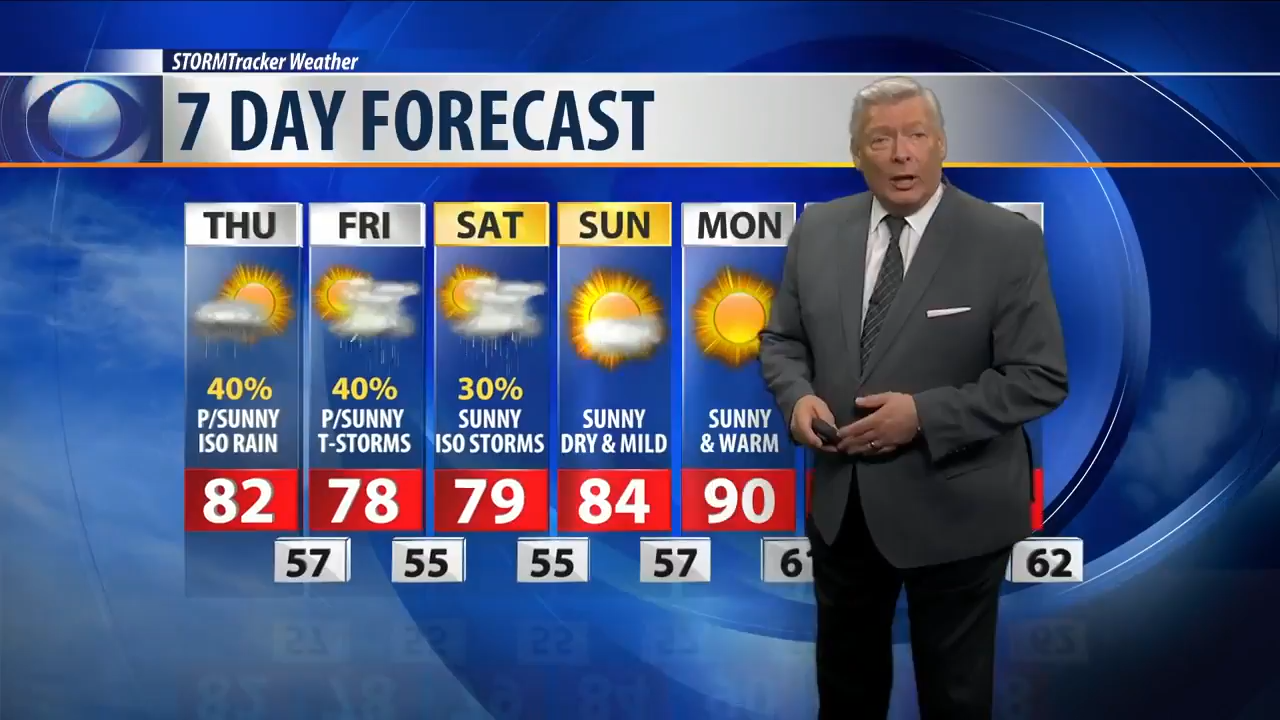 STORMTracker Weather
7 DAY FORECAST
THU FRI SAT SUN MON
40% 40% 30%
P/SUNNY P/SUNNY SUNNY SUNNY SUNNY
ISO RAIN T-STORMS ISO STORMS DRY & MILD & WARM
82 78 79 84 90
57 55 55 57 61 62